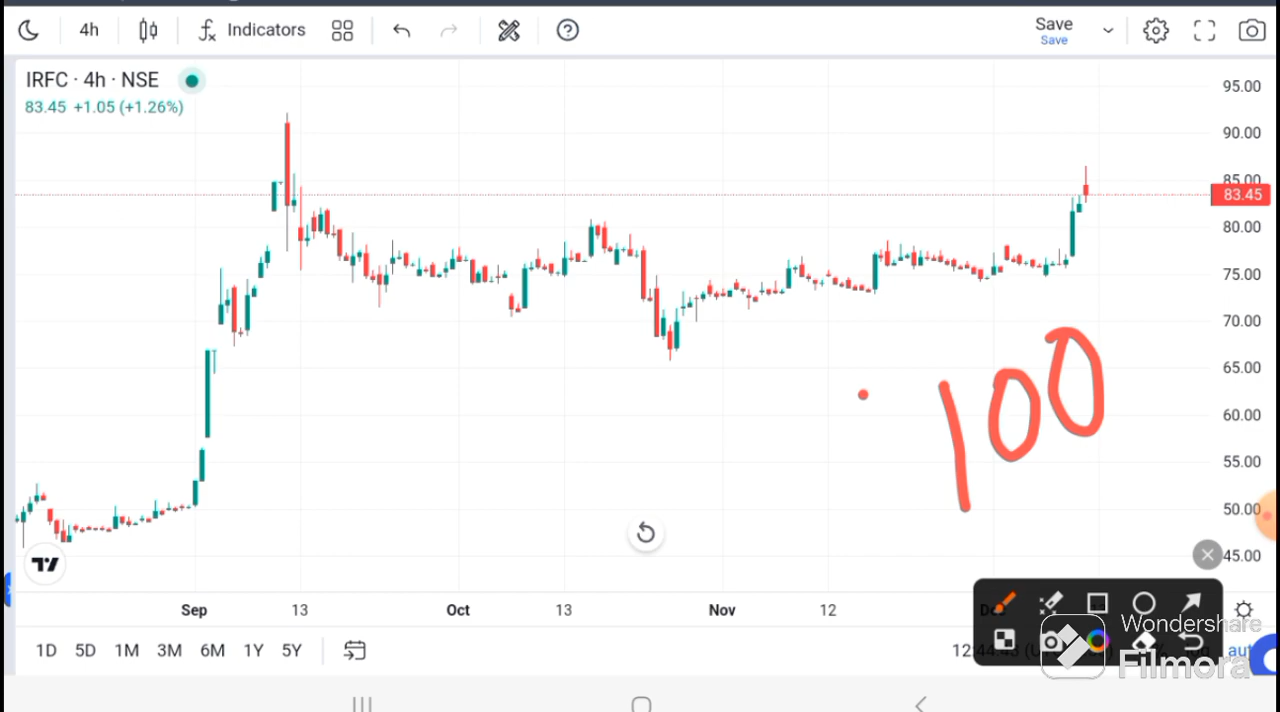 4h Indicators Save
Save
IRFC · 4h · NSE
83.45 +1.05 (+1.26%)
95.00
90.00
85.00
83.45
80.00
75.00
70.00
65.00
60.00
55.00
50.00
45.00
100
Sep 13 Oct 13 Nov 12
1D 5D 1M 3M 6M 1Y 5Y
Wondershare
Filmora